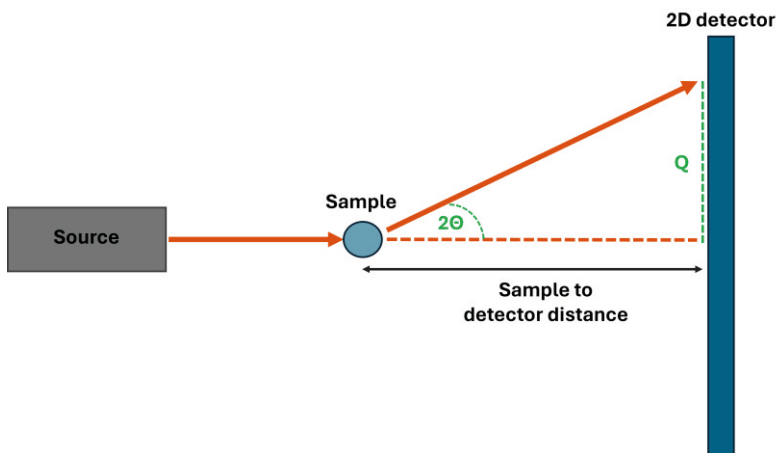 2D detector
Q
Sample
2Θ
Source
Sample to
detector distance